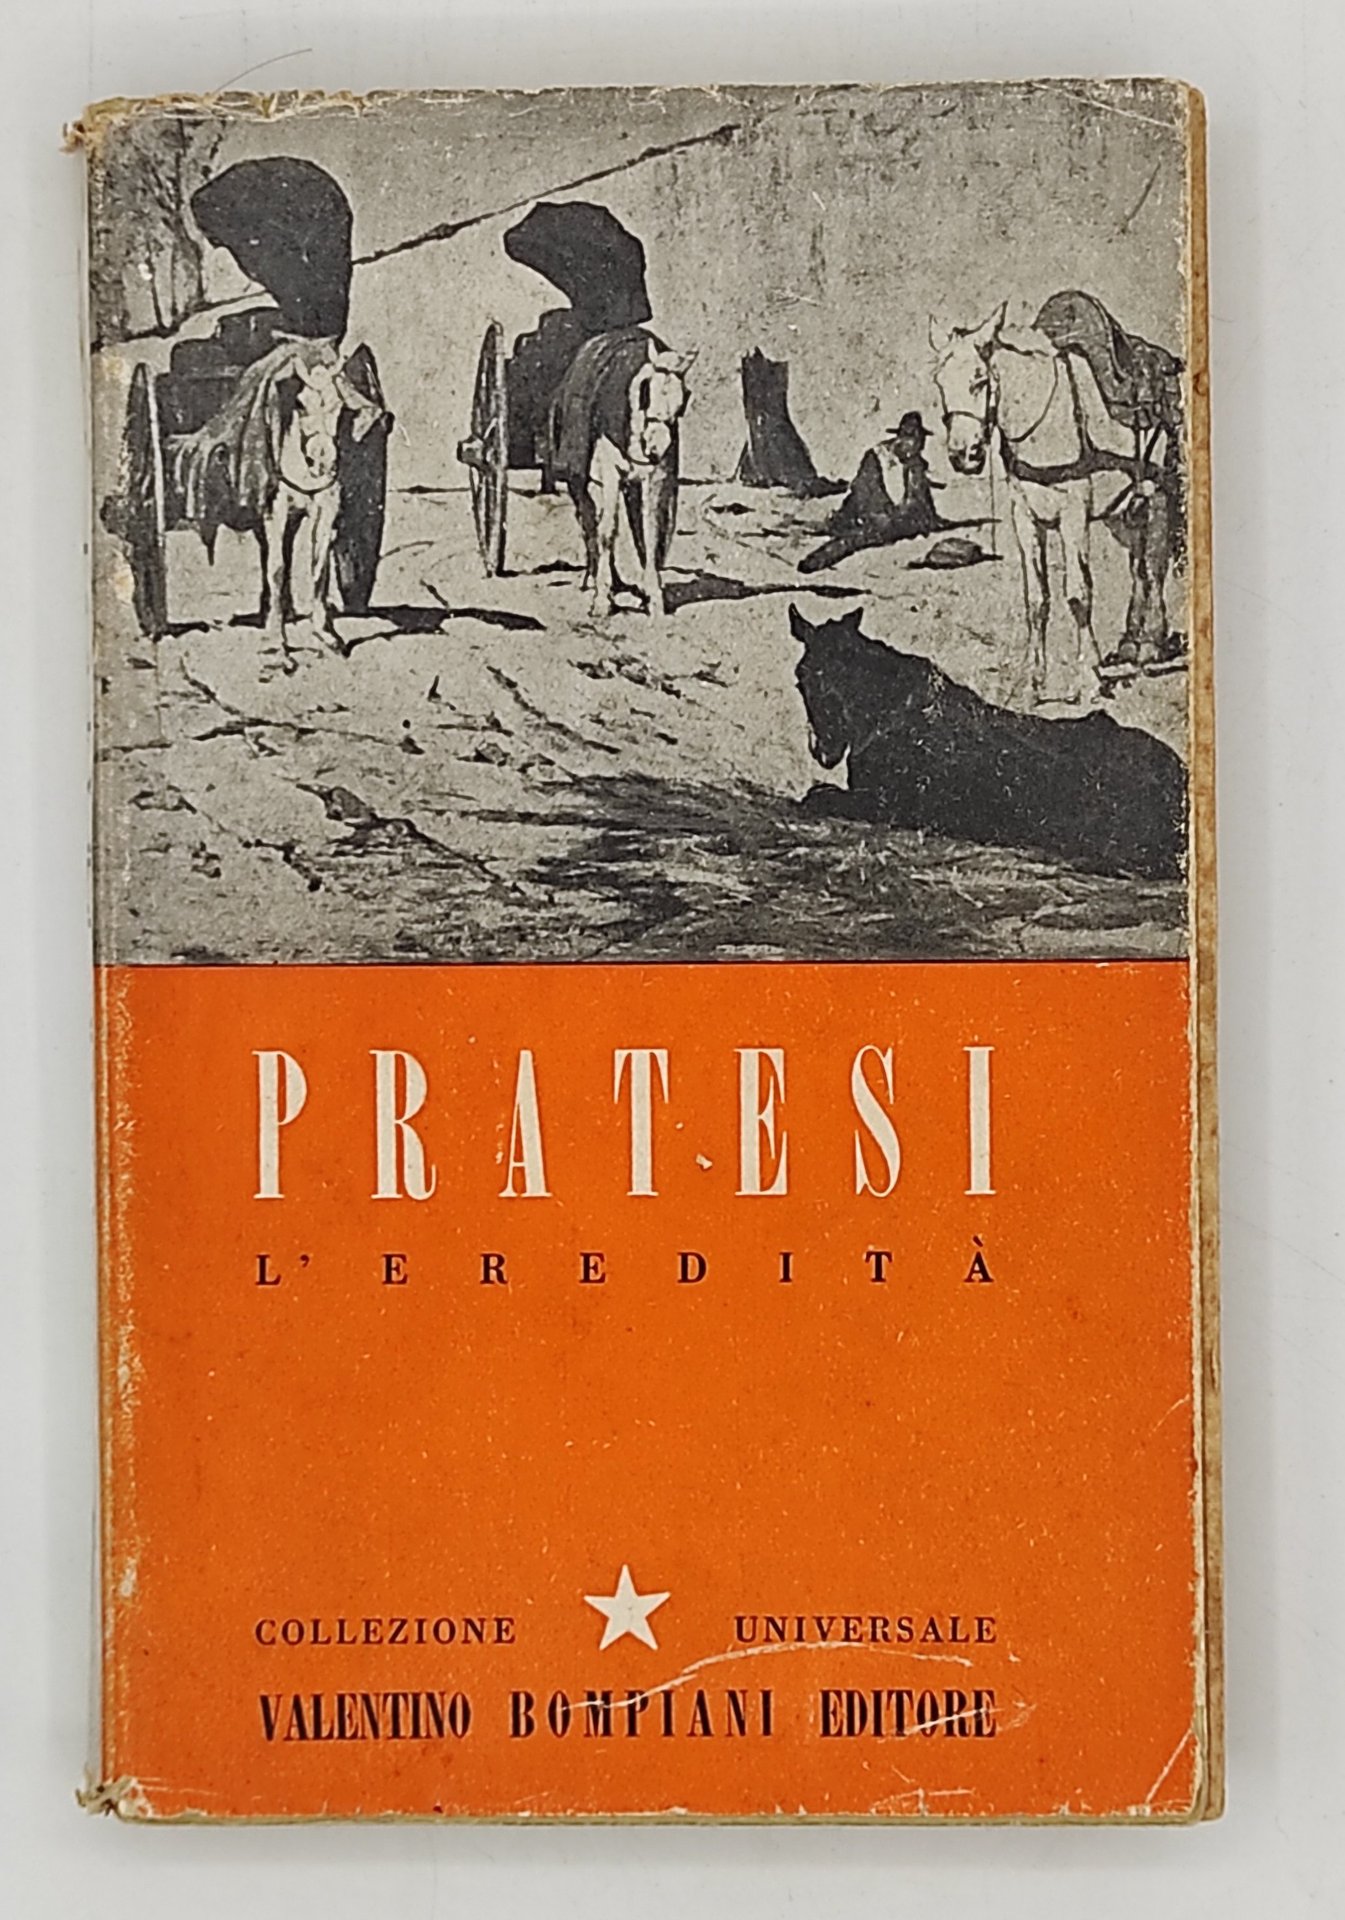 PRATESI
L'EREDITÀ
COLLEZIONE UNIVERSALE
VALENTINO BOMPIANI EDITORE